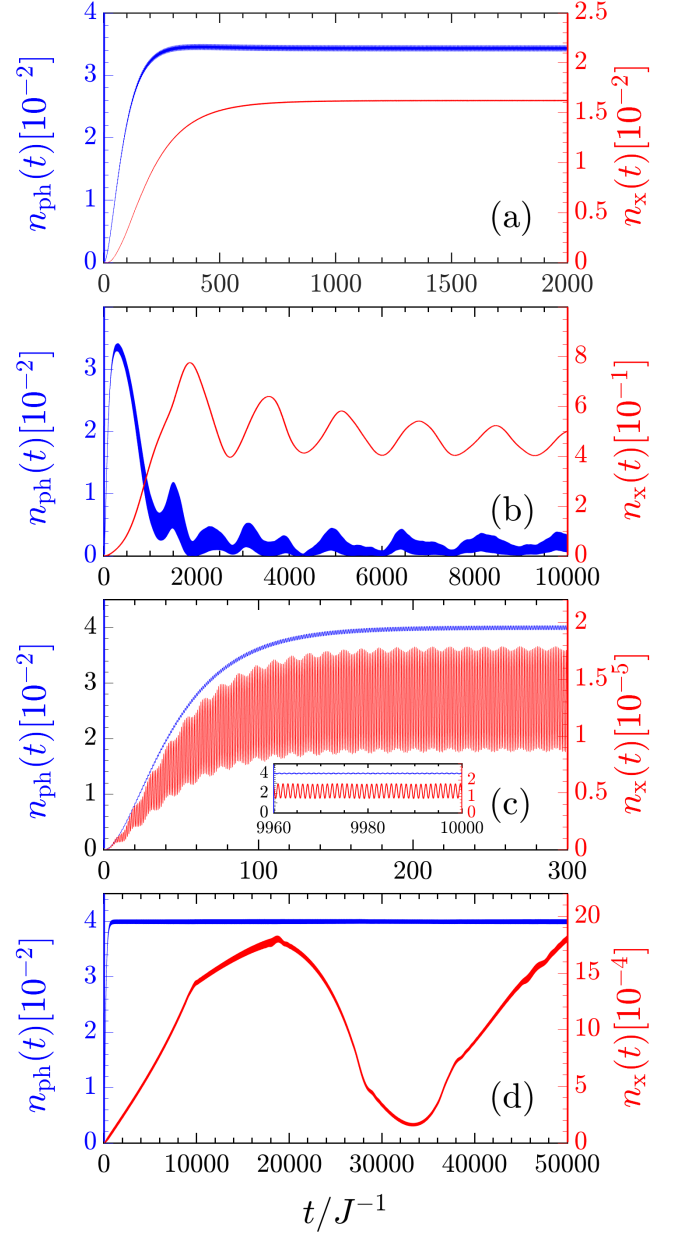 4
3
2
1
0
n_ph(t)[10^−2]
2.5
2
1.5
1
0.5
0
n_x(t)[10^−2]
(a)
500 1000 1500 2000
3
2
1
0
n_ph(t)[10^−2]
8
6
4
2
0
n_x(t)[10^−1]
(b)
0 2000 4000 6000 8000 10000
4
3
2
1
0
n_ph(t)[10^−2]
2
1.5
1
0.5
0
n_x(t)[10^−5]
4
2
0
2
1
0
9960 9980 10000
(c)
0 100 200 300
4
3
2
1
0
n_ph(t)[10^−2]
20
15
10
5
0
n_x(t)[10^−4]
(d)
0 10000 20000 30000 40000 50000
t/J^−1